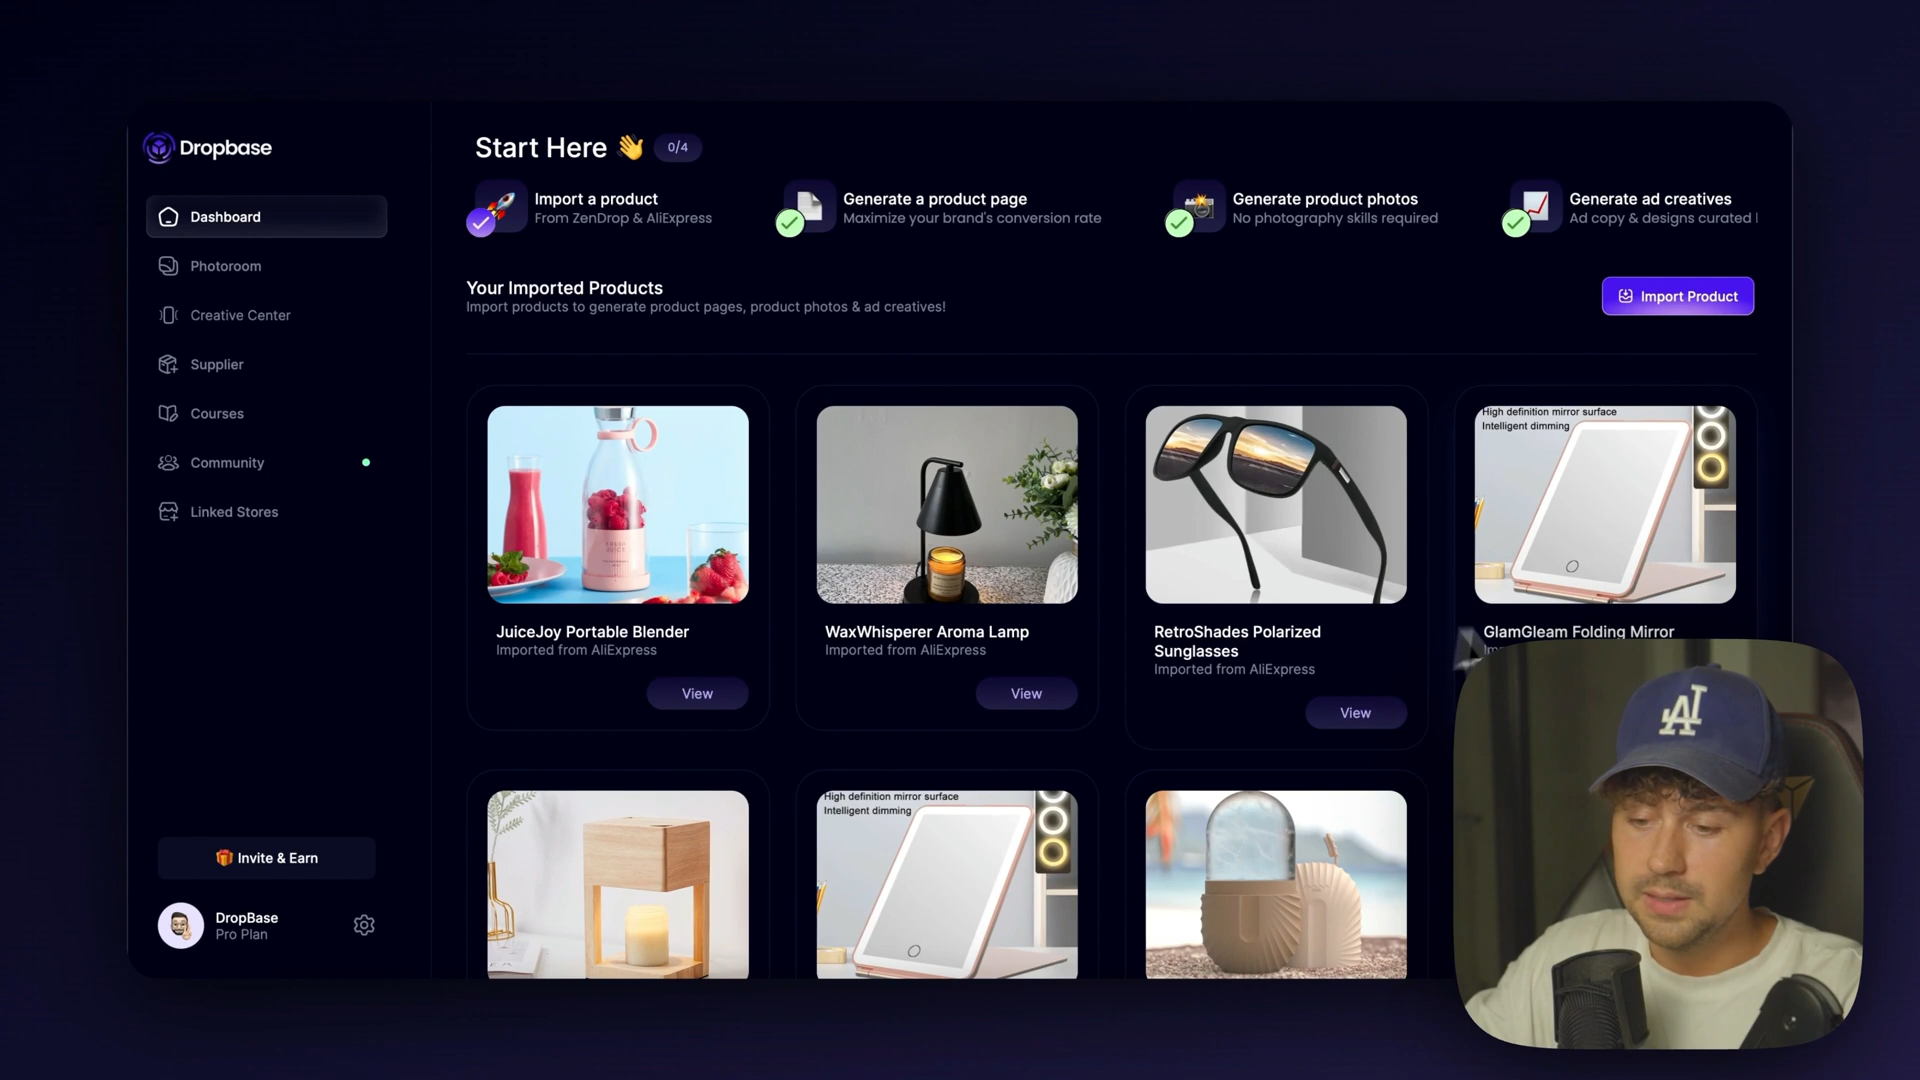 Dropbase
Dashboard
Photoroom
Creative Center
Supplier
Courses
Community
Linked Stores
Invite & Earn
DropBase
Pro Plan
Start Here 👋 0/4
Import a product
From ZenDrop & AliExpress
Generate a product page
Maximize your brand's conversion rate
Generate product photos
No photography skills required
Generate ad creatives
Ad copy & designs curated
Your Imported Products
Import products to generate product pages, product photos & ad creatives!
Import Product
FRESH
JUICE
JuiceJoy Portable Blender
Imported from AliExpress
View
WaxWhisperer Aroma Lamp
Imported from AliExpress
View
RetroShades Polarized
Sunglasses
Imported from AliExpress
View
High definition mirror surface
Intelligent dimming
GlamGleam Folding Mirror
High definition mirror surface
Intelligent dimming
LA